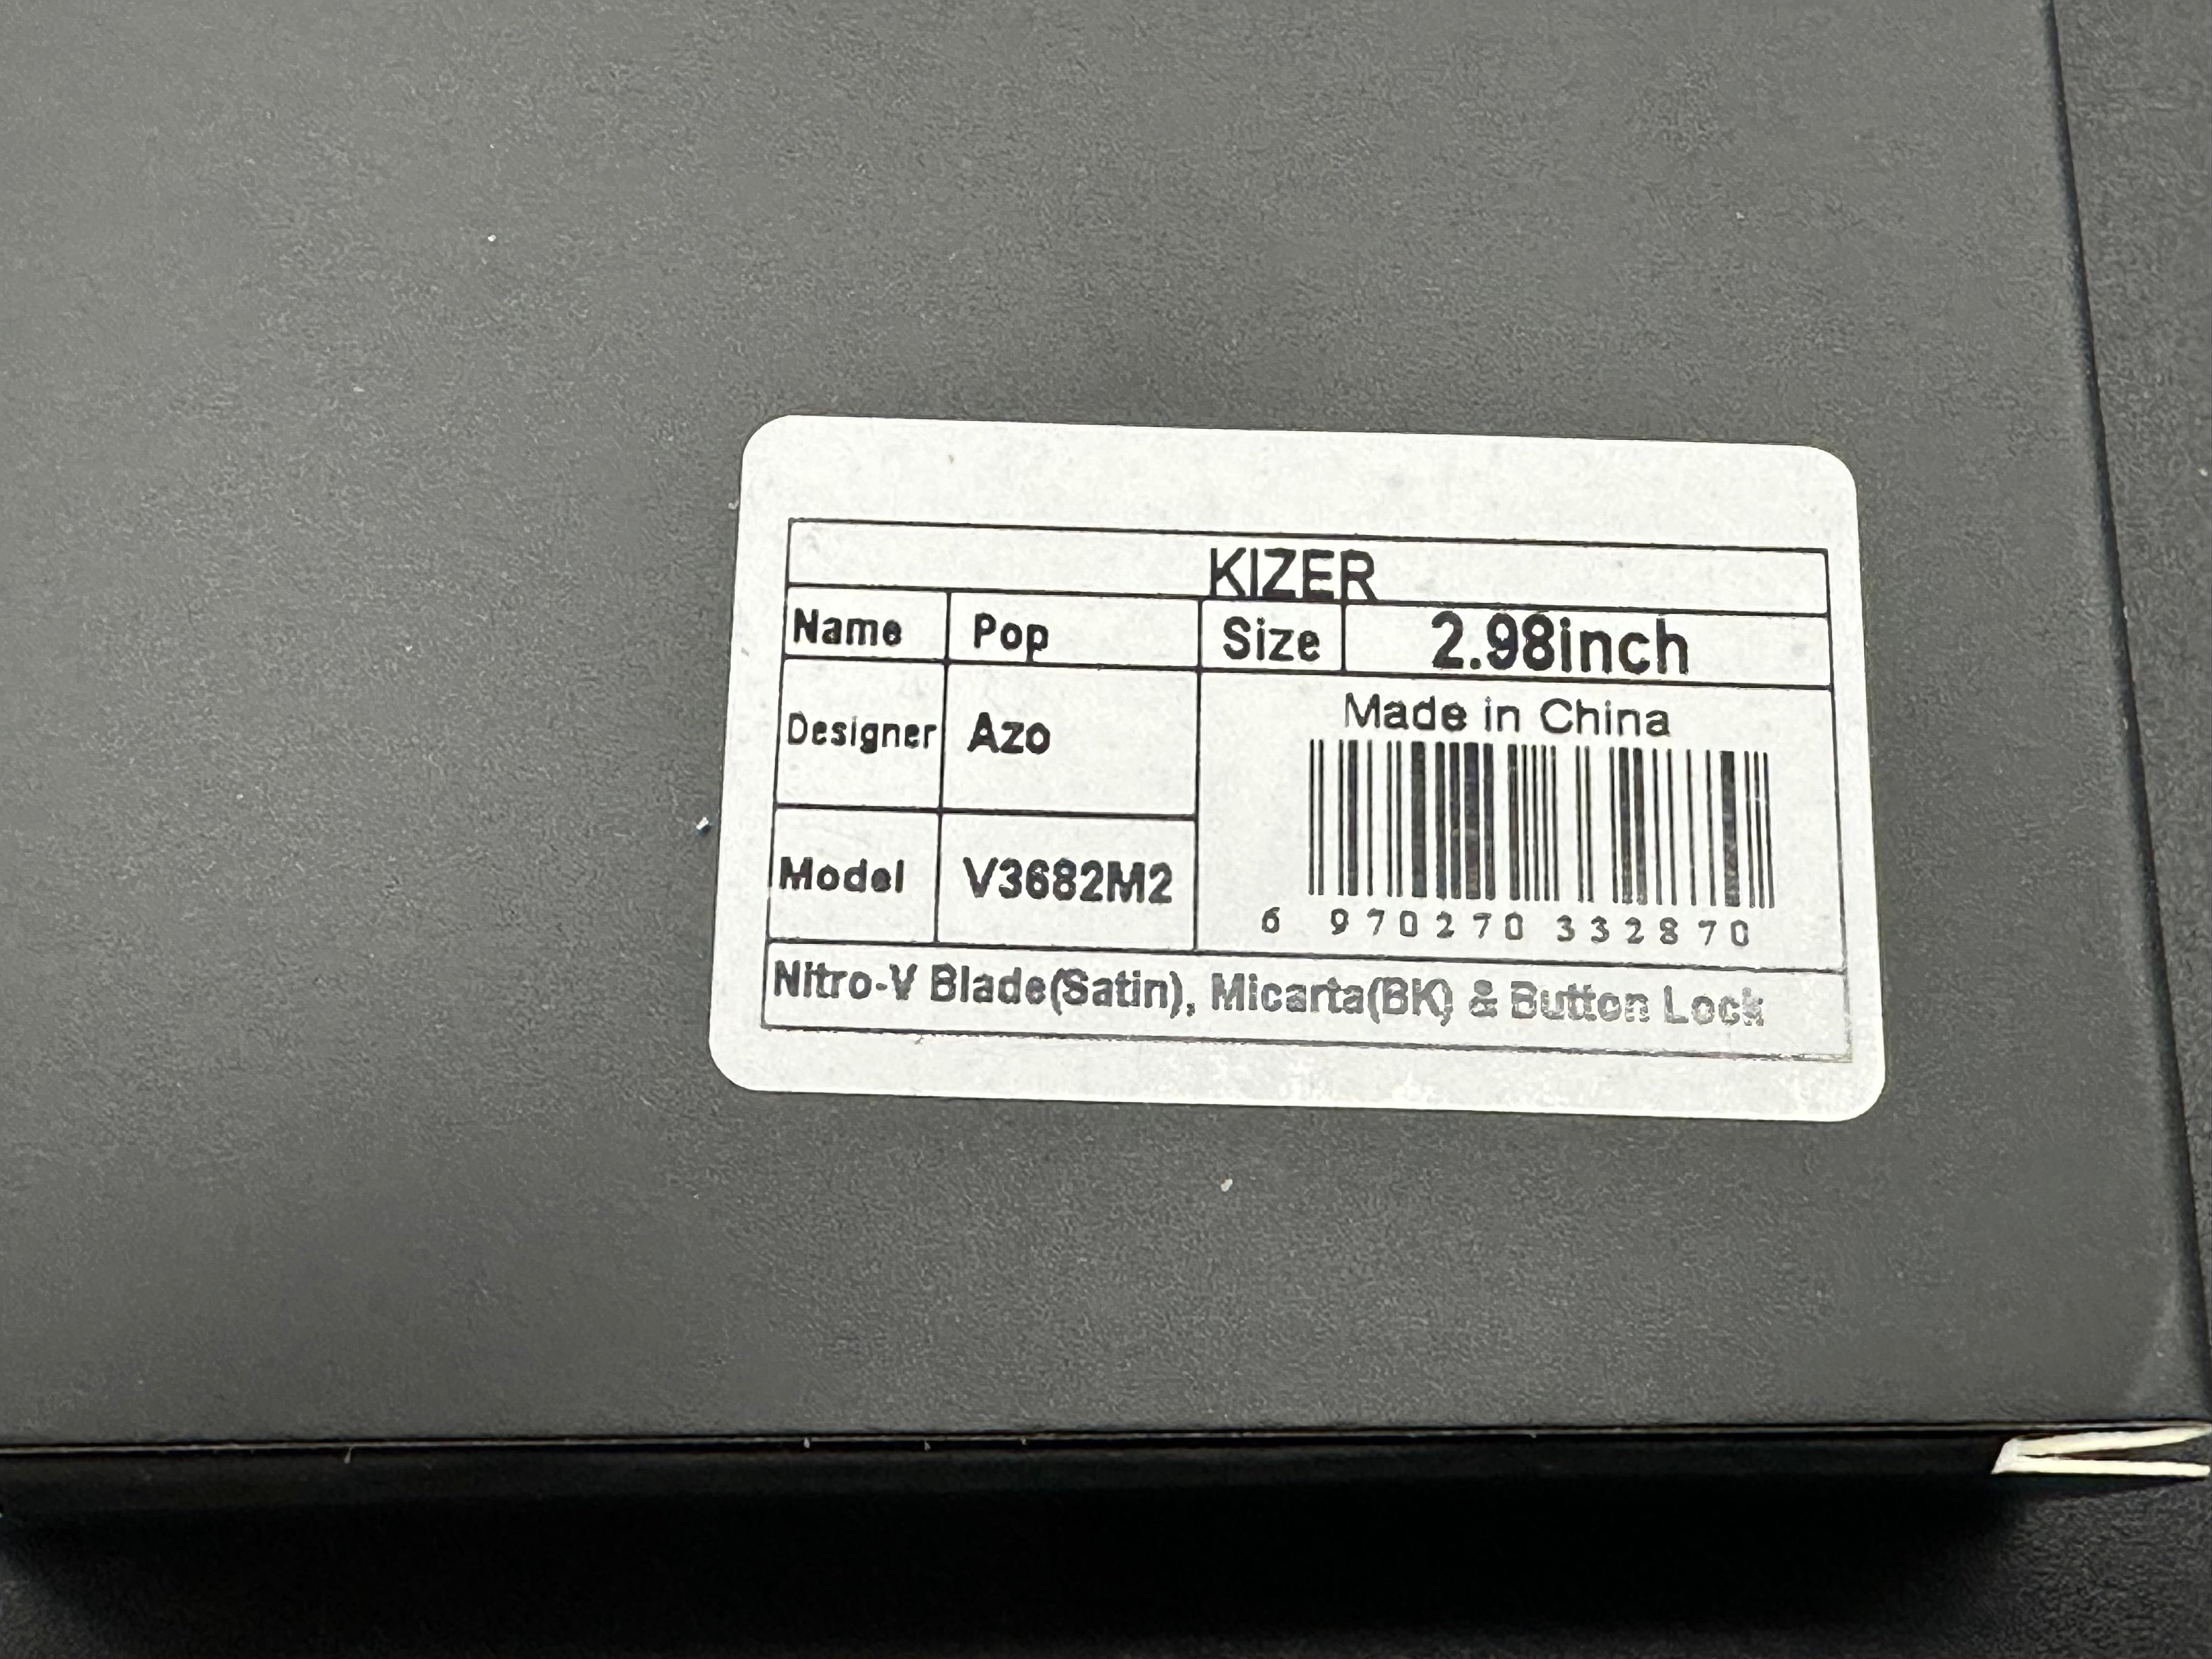 KIZER
Name Pop Size 2.98inch
Designer Azo
Made in China
Model V3682M2
6 970270 332870
Nitro-V Blade(Satin), Micarta(BK) & Button Lock